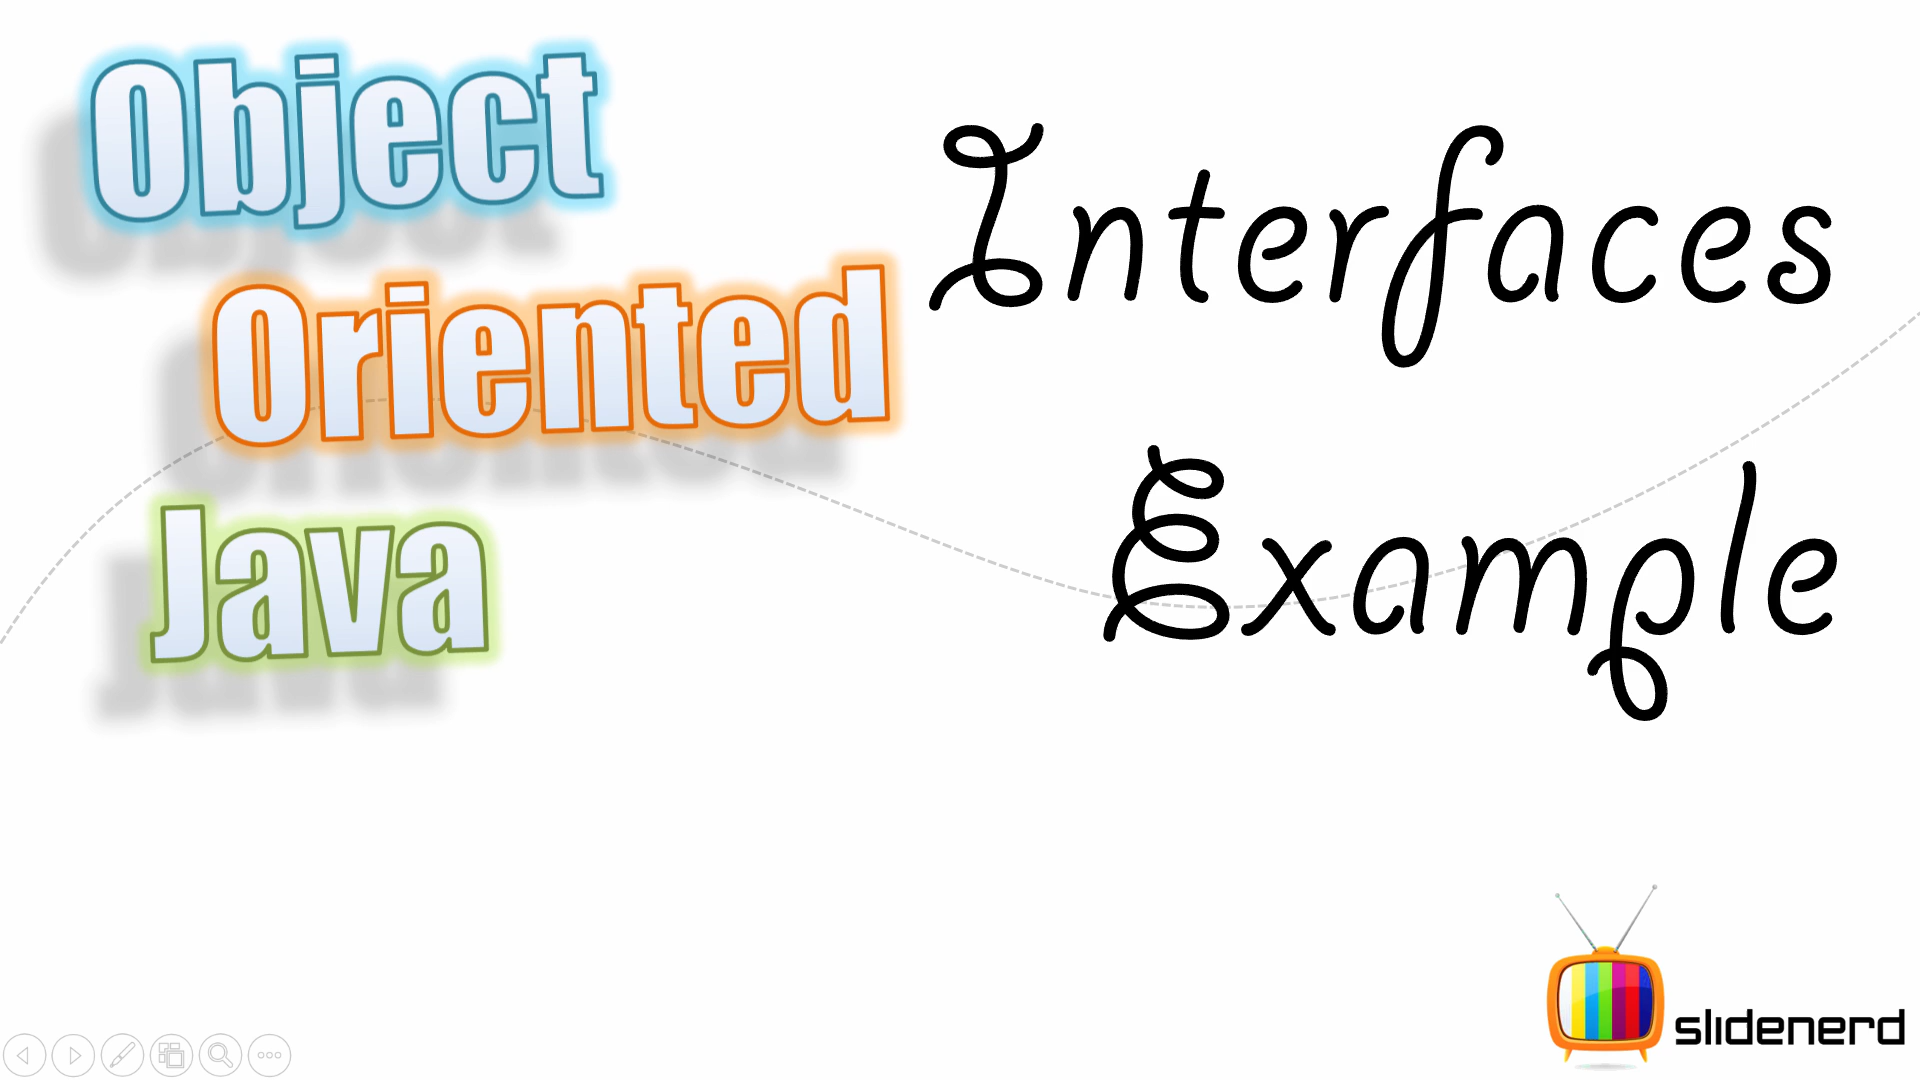 Object
Oriented
Java
Interfaces
Example
slidenerd